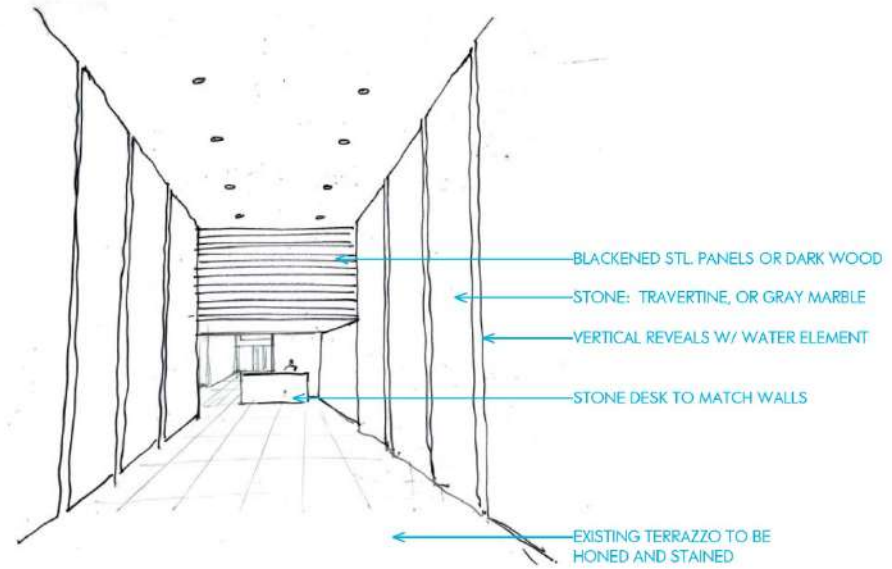 BLACKENED STL. PANELS OR DARK WOOD
STONE: TRAVERTINE, OR GRAY MARBLE
VERTICAL REVEALS W/ WATER ELEMENT
STONE DESK TO MATCH WALLS
EXISTING TERRAZZO TO BE
HONED AND STAINED